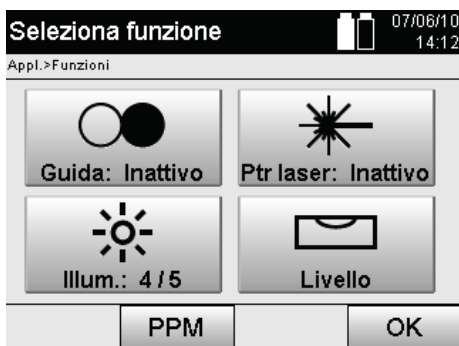 Seleziona funzione
07/06/10
14:12
Appl.>Funzioni
Guida: Inattivo
Ptr laser: Inattivo
Illum.: 4/5
Livello
PPM
OK